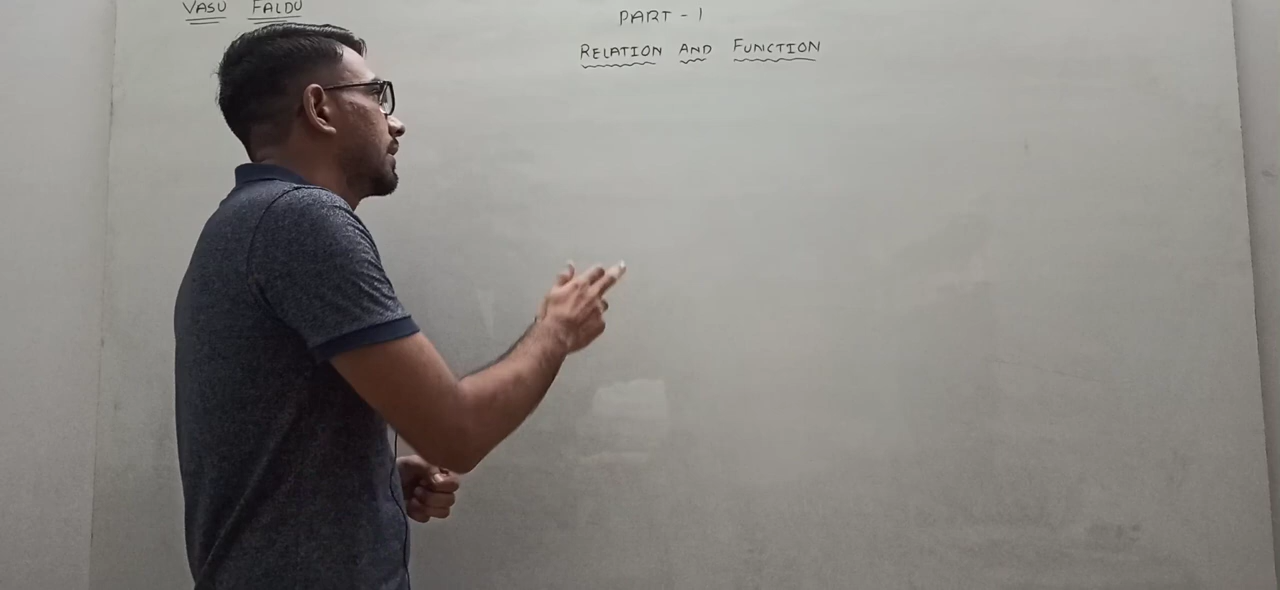 VASU FALDU
PART - 1
RELATION AND FUNCTION